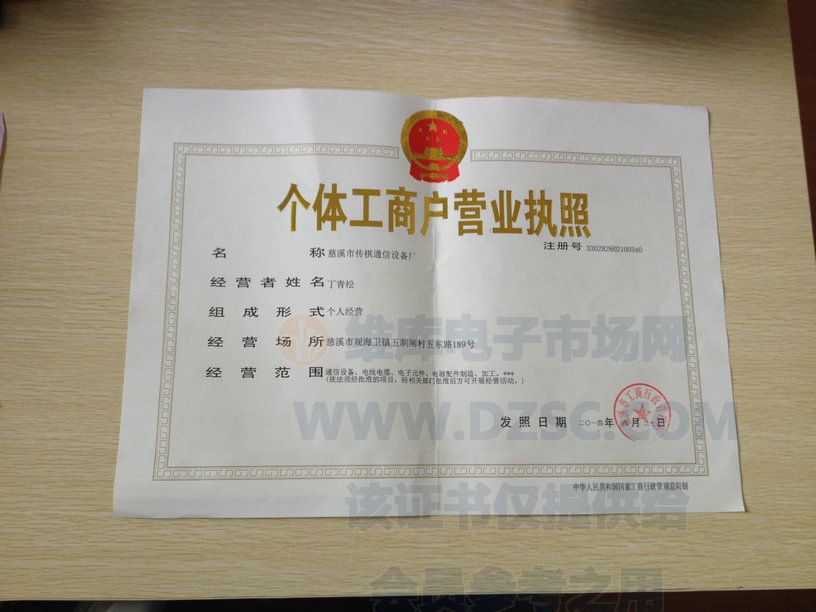 个体工商户营业执照
注册号 330282602100340
名称 慈溪市传棋通信设备厂
经营者姓名 丁青松
组成形式 个人经营
经营场所 慈溪市观海卫镇五洞闸村五东路189号
经营范围 通信设备、电线电缆、电子元件、电器配件制造、加工。***
(依法须经批准的项目，经相关部门批准后方可开展经营活动。)
发照日期 二〇一四年 月 日
中华人民共和国国家工商行政管理总局制
维库电子市场网
WWW.DZSC.COM
该证书仅提供给
会员参考之用